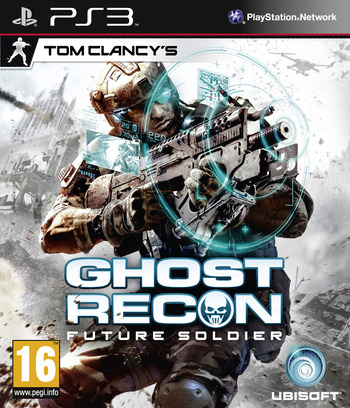 PS3
PlayStation®Network
TOM CLANCY'S
GHOST
RECON
FUTURE SOLDIER
16
www.pegi.info
UBISOFT